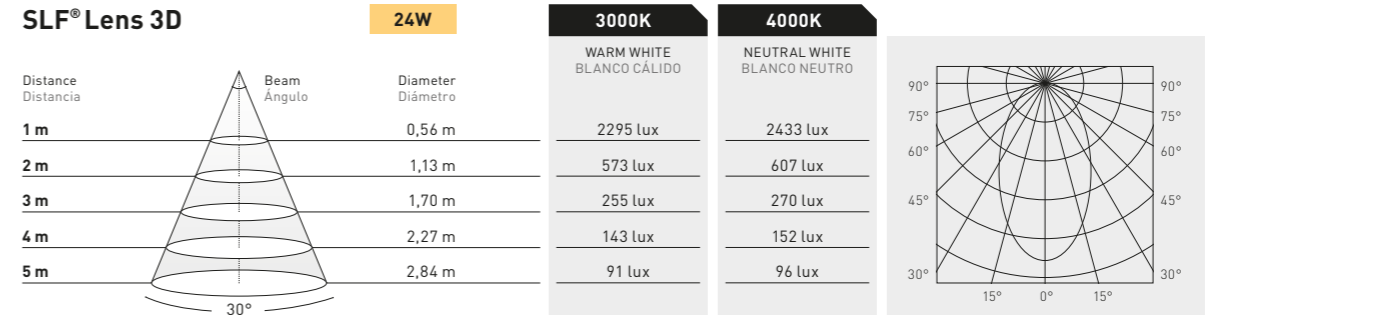 SLF® Lens 3D
24W
3000K
4000K
WARM WHITE
BLANCO CÁLIDO
NEUTRAL WHITE
BLANCO NEUTRO
Distance
Distancia
Beam
Ángulo
Diameter
Diámetro
1 m 0,56 m 2295 lux 2433 lux
2 m 1,13 m 573 lux 607 lux
3 m 1,70 m 255 lux 270 lux
4 m 2,27 m 143 lux 152 lux
5 m 2,84 m 91 lux 96 lux
30°
90° 90°
75° 75°
60° 60°
45° 45°
30° 30°
15° 0° 15°